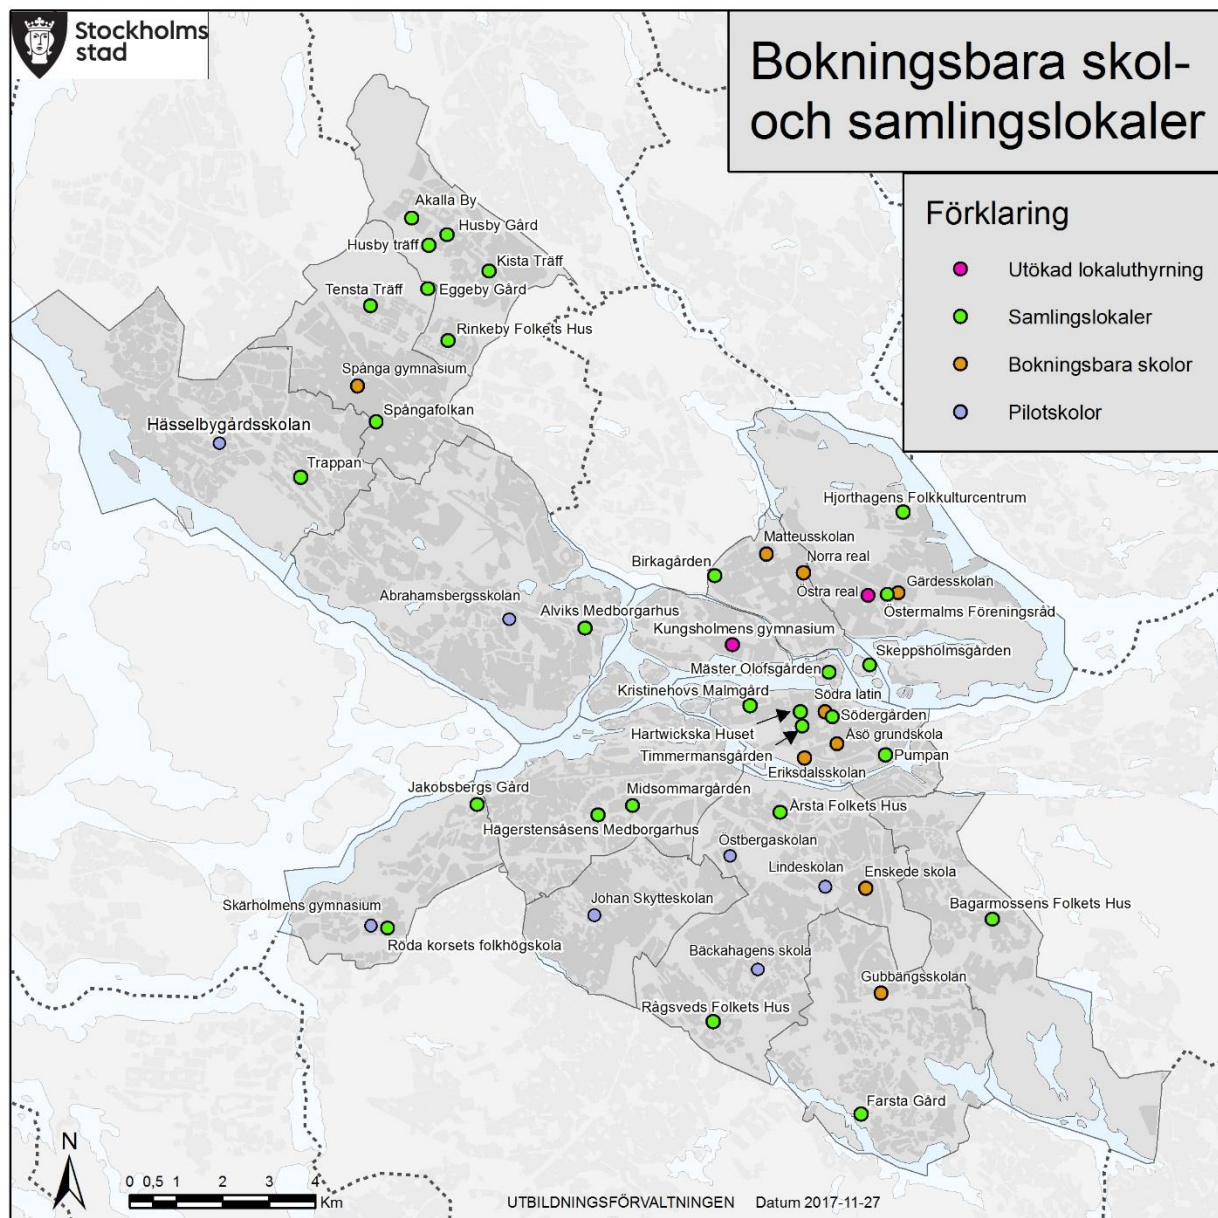 Stockholms
stad
Bokningsbara skol-
och samlingslokaler
Förklaring
Utökad lokaluthyrning
Samlingslokaler
Bokningsbara skolor
Pilotskolor
Akalla By
Husby Gård
Husby träff
Kista Träff
Tensta Träff
Eggeby Gård
Rinkeby Folkets Hus
Spånga gymnasium
Spångafolkan
Hässelbygårdsskolan
Trappan
Hjorthagens Folkkulturcentrum
Matteusskolan
Norra real
Birkagården
Östra real
Gärdesskolan
Östermalms Föreningsråd
Abrahamsbergsskolan
Alviks Medborgarhus
Kungsholmens gymnasium
Skeppsholmsgården
Mäster Olofsgården
Kristinehovs Malmgård
Södra latin
Södergården
Hartwickska Huset
Åsö grundskola
Timmermansgården
Pumpan
Eriksdalsskolan
Jakobsbergs Gård
Midsommargården
Årsta Folkets Hus
Hägerstensåsens Medborgarhus
Östbergaskolan
Lindeskolan
Enskede skola
Skärholmens gymnasium
Johan Skytteskolan
Bagarmossens Folkets Hus
Röda korsets folkhögskola
Bäckahagens skola
Gubbängsskolan
Rågsveds Folkets Hus
Farsta Gård
N
0 0,5 1 2 3 4
Km
UTBILDNINGSFÖRVALTNINGEN Datum 2017-11-27